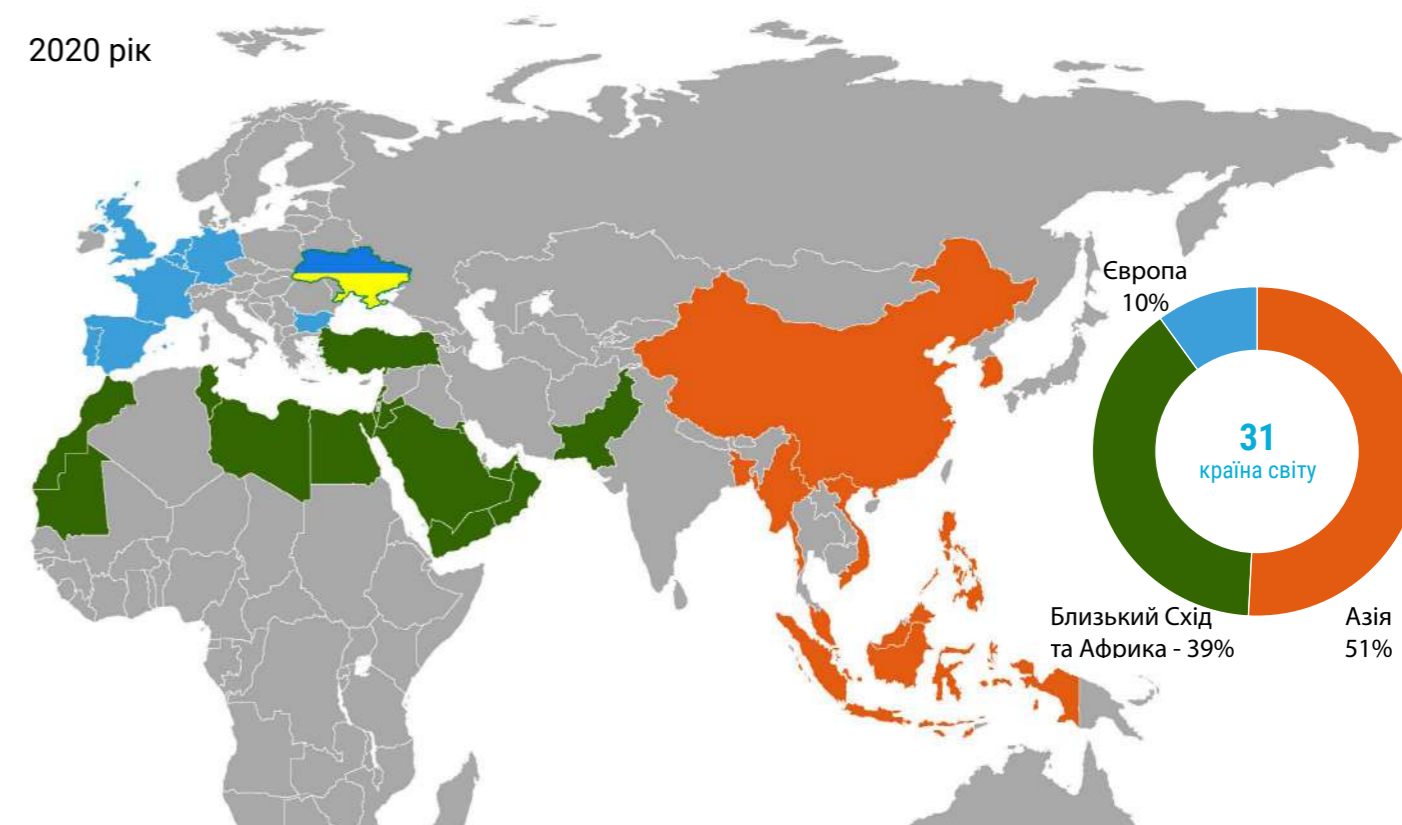 2020 рік
Європа
10%
31
країна світу
Близький Схід
та Африка - 39%
Азія
51%